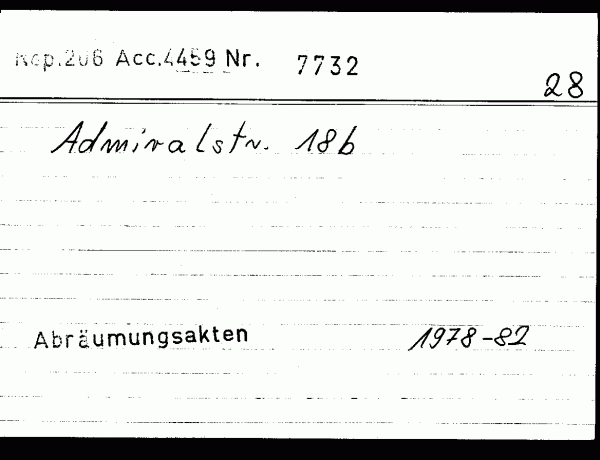 Rep.206 Acc.4459 Nr. 7732
28
Admiralstr. 18b
Abräumungsakten 1978-82